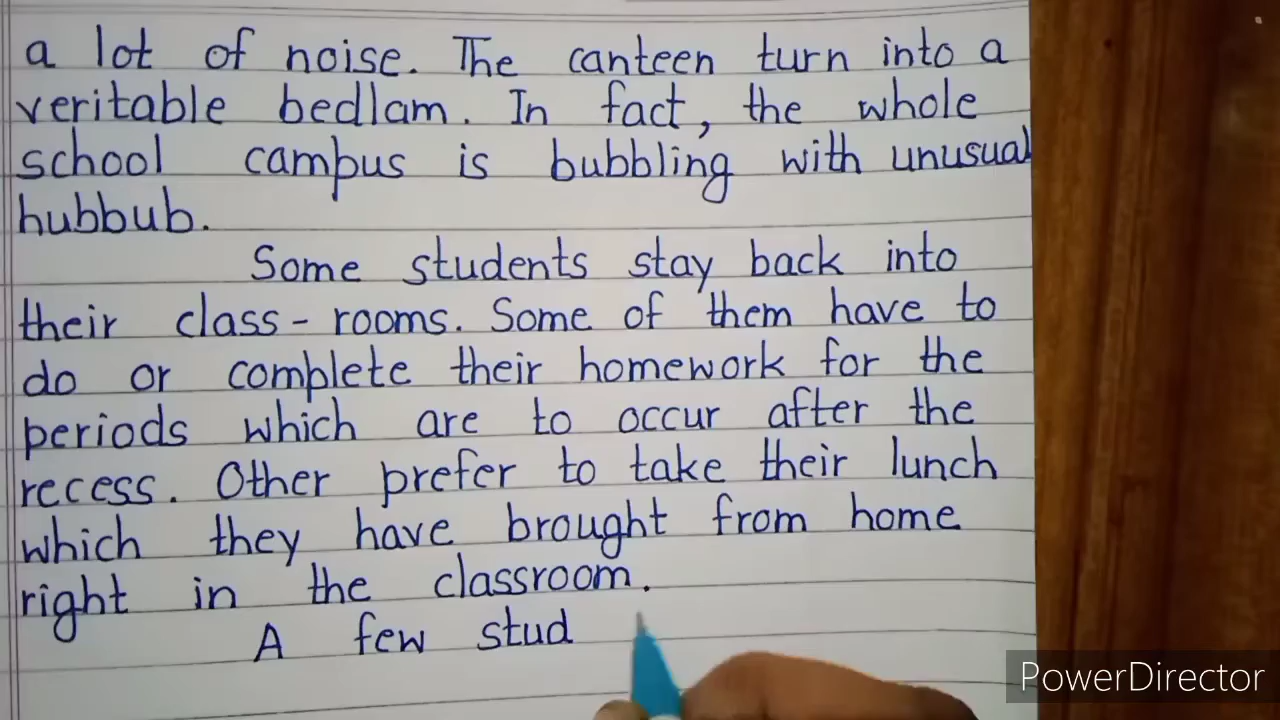 a lot of noise. The canteen turn into a
veritable bedlam. In fact, the whole
school campus is bubbling with unusual
hubbub.
Some students stay back into
their class-rooms. Some of them have to
do or complete their homework for the
periods which are to occur after the
recess. Other prefer to take their lunch
which they have brought from home
right in the classroom.
A few stud
PowerDirector